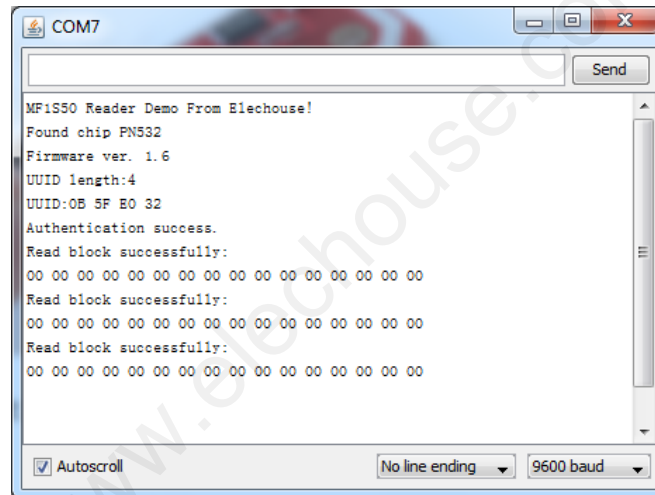 COM7
Send
MF1S50 Reader Demo From Elechouse!
Found chip PN532
Firmware ver. 1.6
UUID length:4
UUID:0B 5F E0 32
Authentication success.
Read block successfully:
00 00 00 00 00 00 00 00 00 00 00 00 00 00 00 00
Read block successfully:
00 00 00 00 00 00 00 00 00 00 00 00 00 00 00 00
Read block successfully:
00 00 00 00 00 00 00 00 00 00 00 00 00 00 00 00
Autoscroll
No line ending
9600 baud
www.elechouse.com